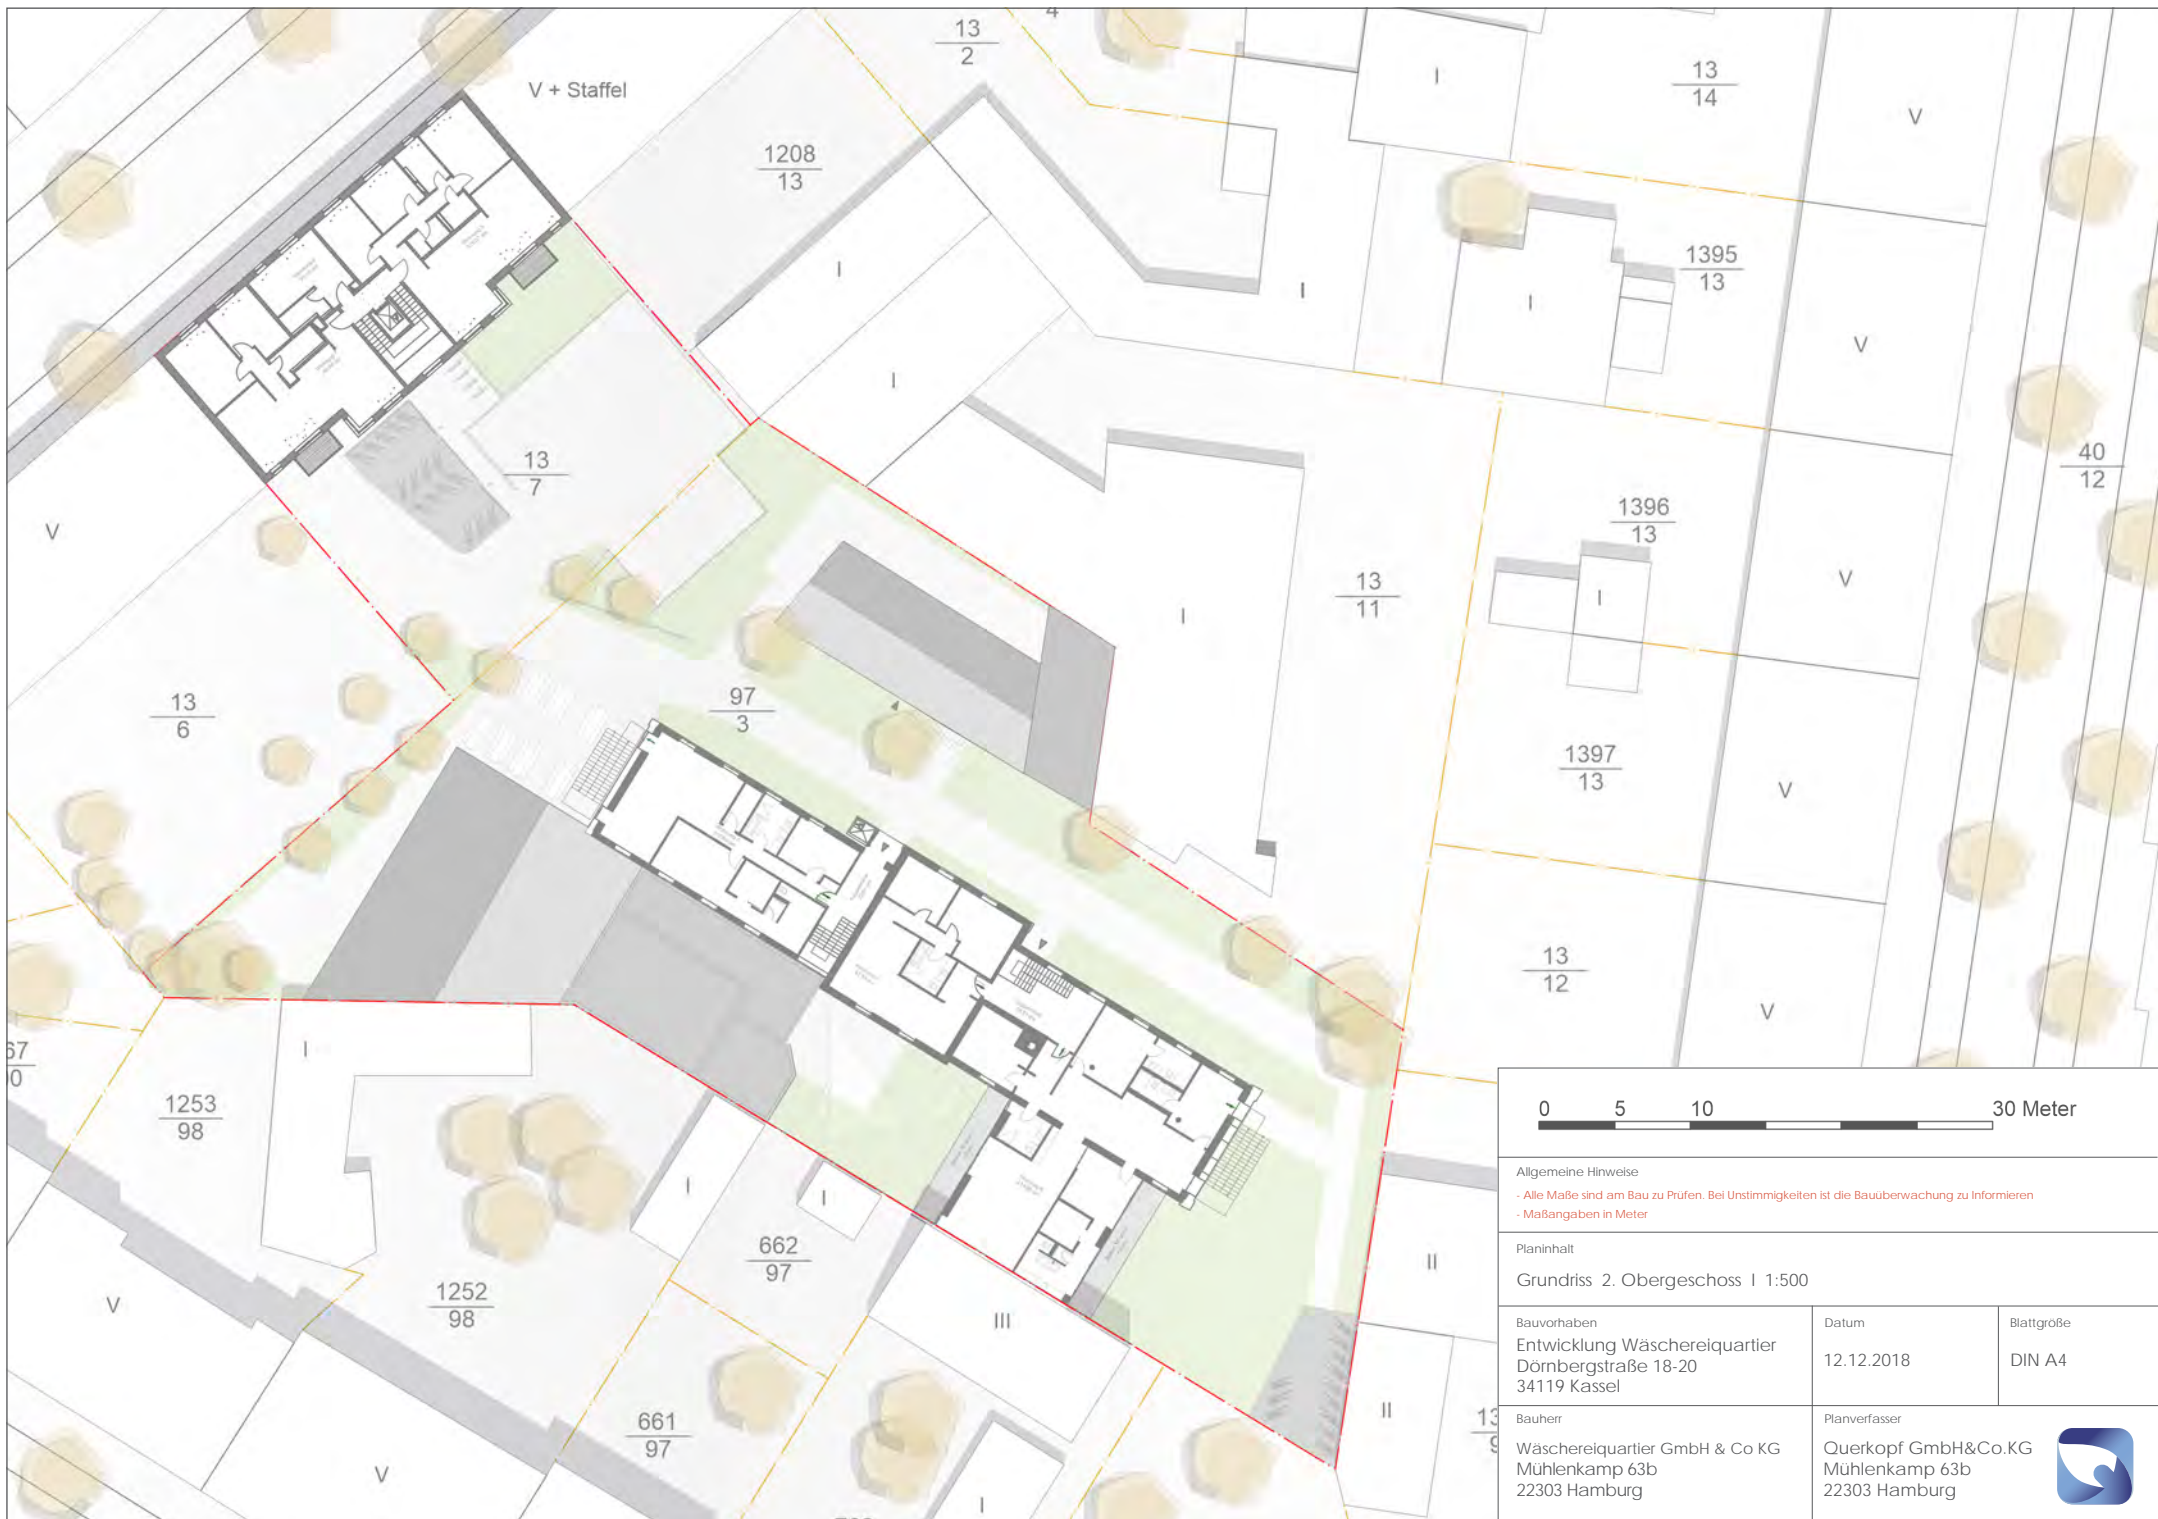 13
2
4
V + Staffel
I
13
14
V
1208
13
I
I
1395
13
I
V
I
V
13
7
1396
13
I
V
40
12
13
11
I
13
6
97
3
1397
13
V
13
12
V
I
1253
98
I
I
662
97
V
1252
98
III
II
661
97
V
I
II
0 5 10 30 Meter
Allgemeine Hinweise
- Alle Maße sind am Bau zu Prüfen. Bei Unstimmigkeiten ist die Bauüberwachung zu Informieren
- Maßangaben in Meter
Planinhalt
Grundriss 2. Obergeschoss I 1:500
Bauvorhaben
Entwicklung Wäschereiquartier
Dörnbergstraße 18-20
34119 Kassel
Datum
12.12.2018
Blattgröße
DIN A4
Bauherr
Wäschereiquartier GmbH & Co KG
Mühlenkamp 63b
22303 Hamburg
Planverfasser
Querkopf GmbH&Co.KG
Mühlenkamp 63b
22303 Hamburg